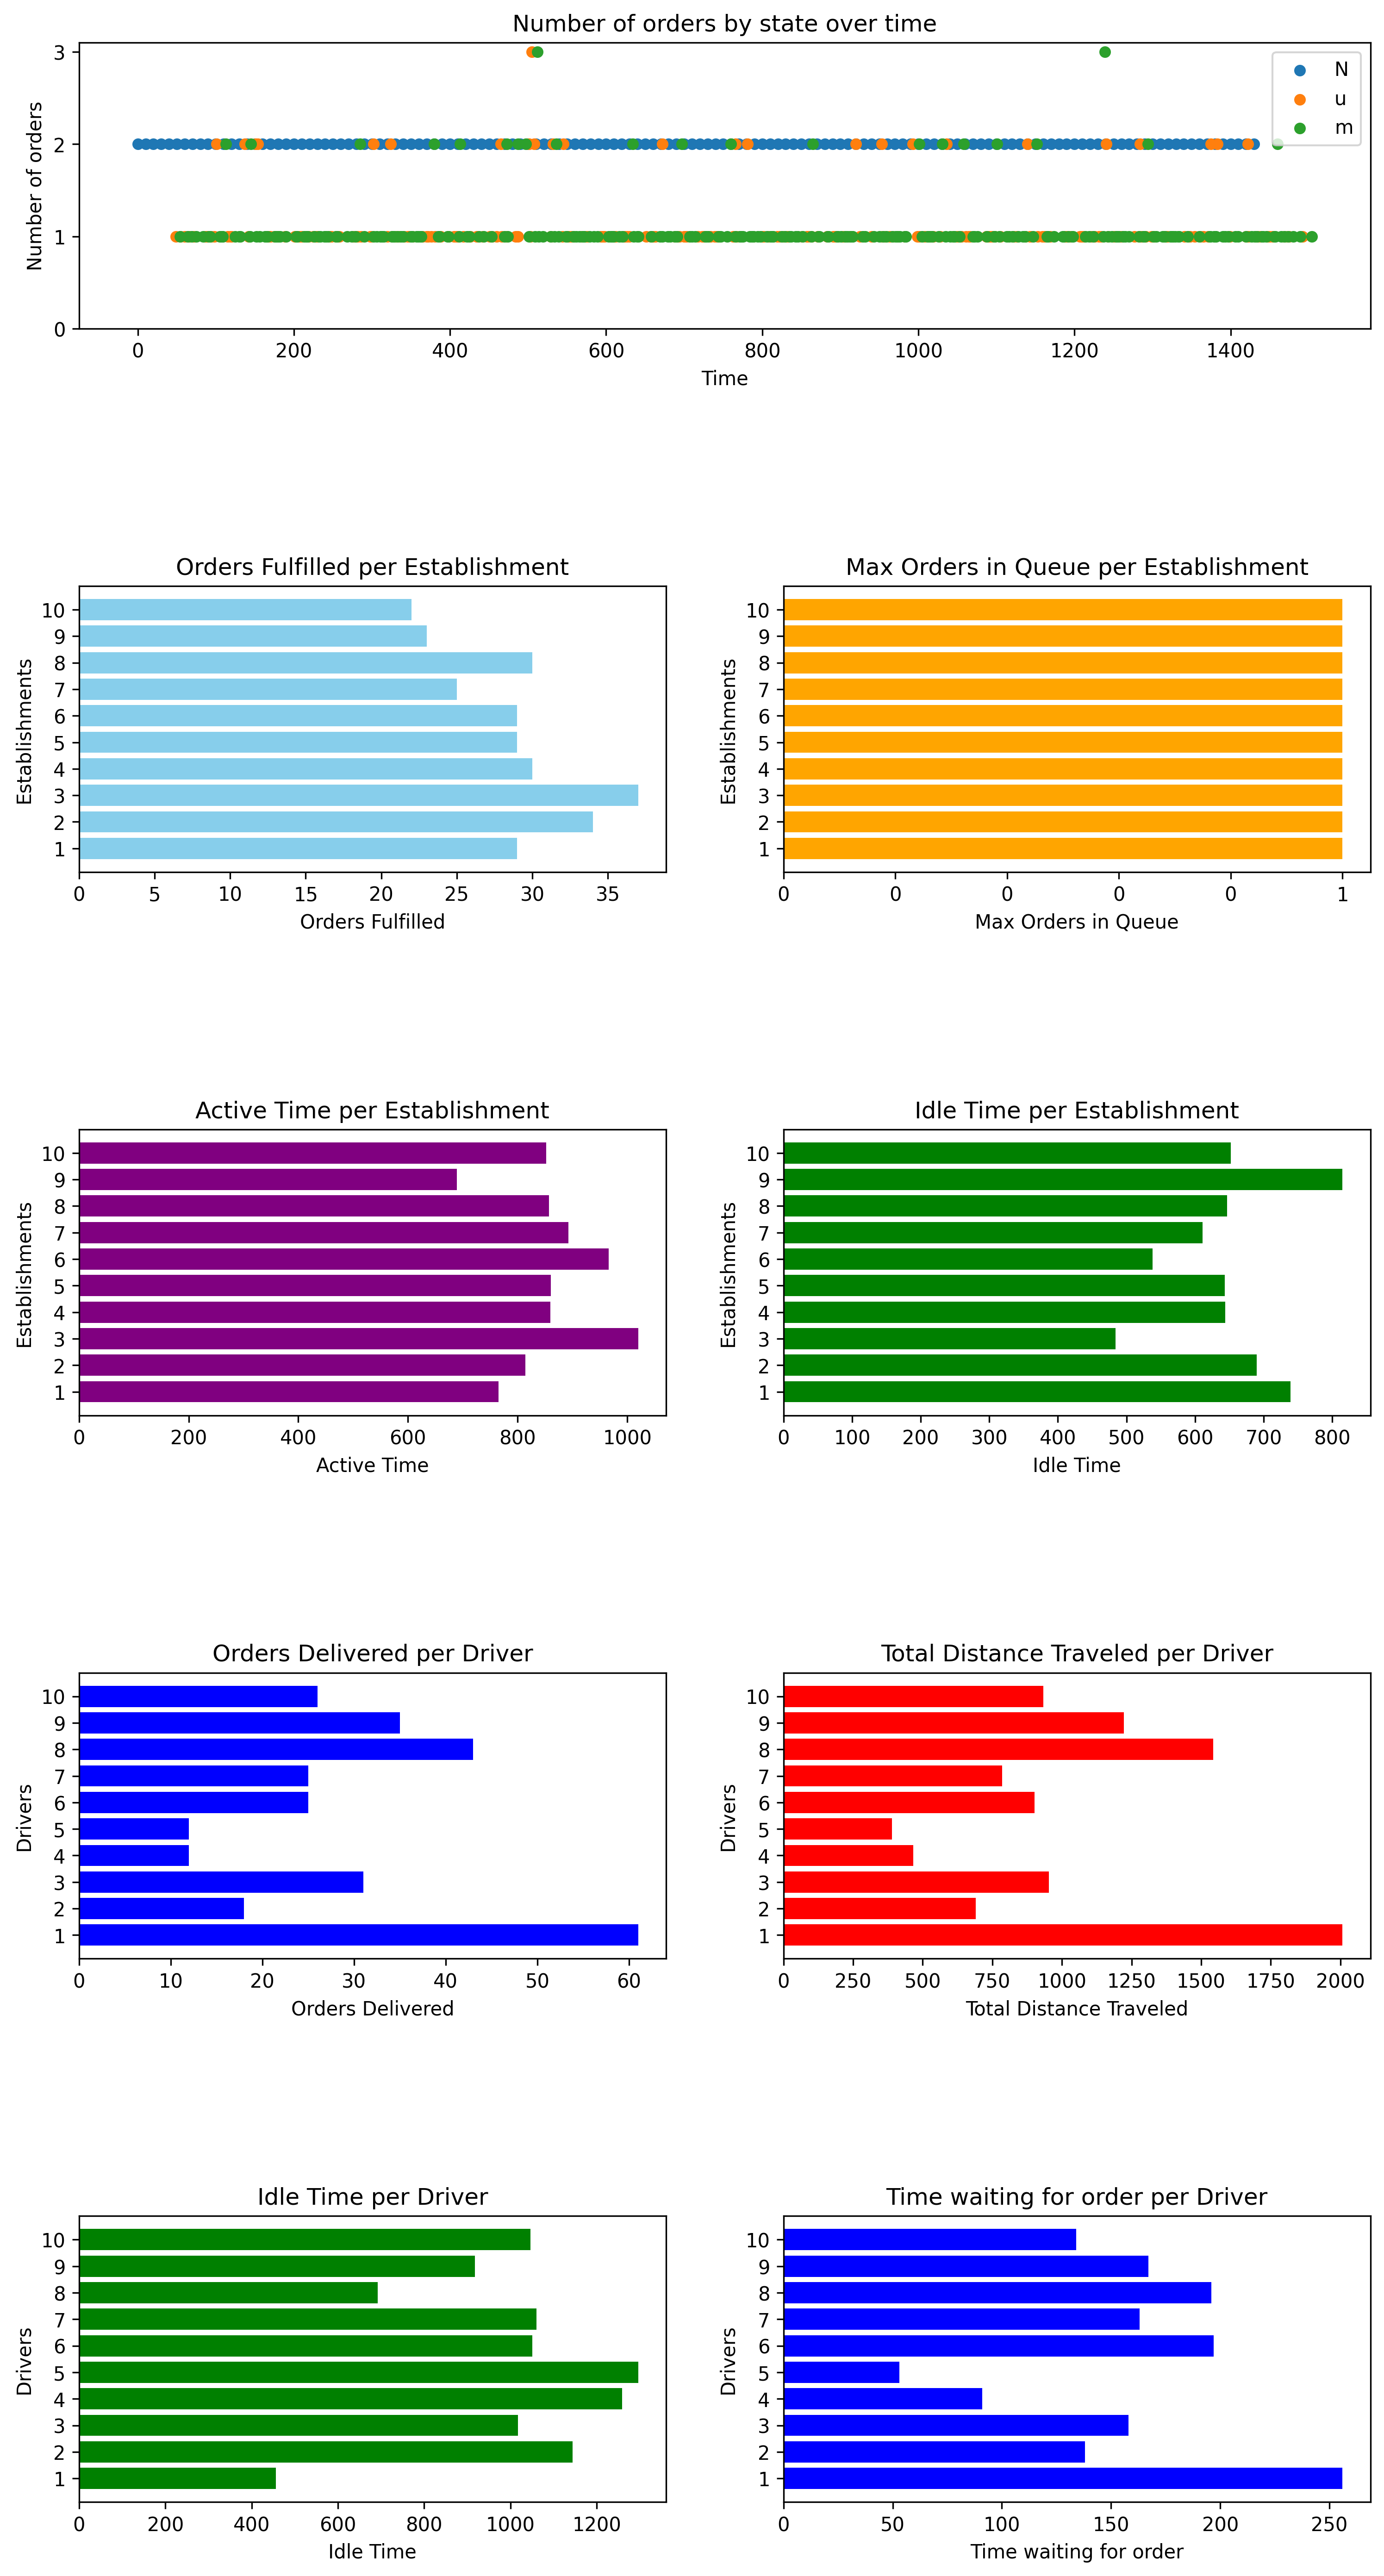 Number of orders by state over time
Number of orders
3
2
1
0
N
u
m
0 200 400 600 800 1000 1200 1400
Time
Orders Fulfilled per Establishment
Establishments
10
9
8
7
6
5
4
3
2
1
0 5 10 15 20 25 30 35
Orders Fulfilled
Max Orders in Queue per Establishment
Establishments
10
9
8
7
6
5
4
3
2
1
0 0 0 0 0 1
Max Orders in Queue
Active Time per Establishment
Establishments
10
9
8
7
6
5
4
3
2
1
0 200 400 600 800 1000
Active Time
Idle Time per Establishment
Establishments
10
9
8
7
6
5
4
3
2
1
0 100 200 300 400 500 600 700 800
Idle Time
Orders Delivered per Driver
Drivers
10
9
8
7
6
5
4
3
2
1
0 10 20 30 40 50 60
Orders Delivered
Total Distance Traveled per Driver
Drivers
10
9
8
7
6
5
4
3
2
1
0 250 500 750 1000 1250 1500 1750 2000
Total Distance Traveled
Idle Time per Driver
Drivers
10
9
8
7
6
5
4
3
2
1
0 200 400 600 800 1000 1200
Idle Time
Time waiting for order per Driver
Drivers
10
9
8
7
6
5
4
3
2
1
0 50 100 150 200 250
Time waiting for order